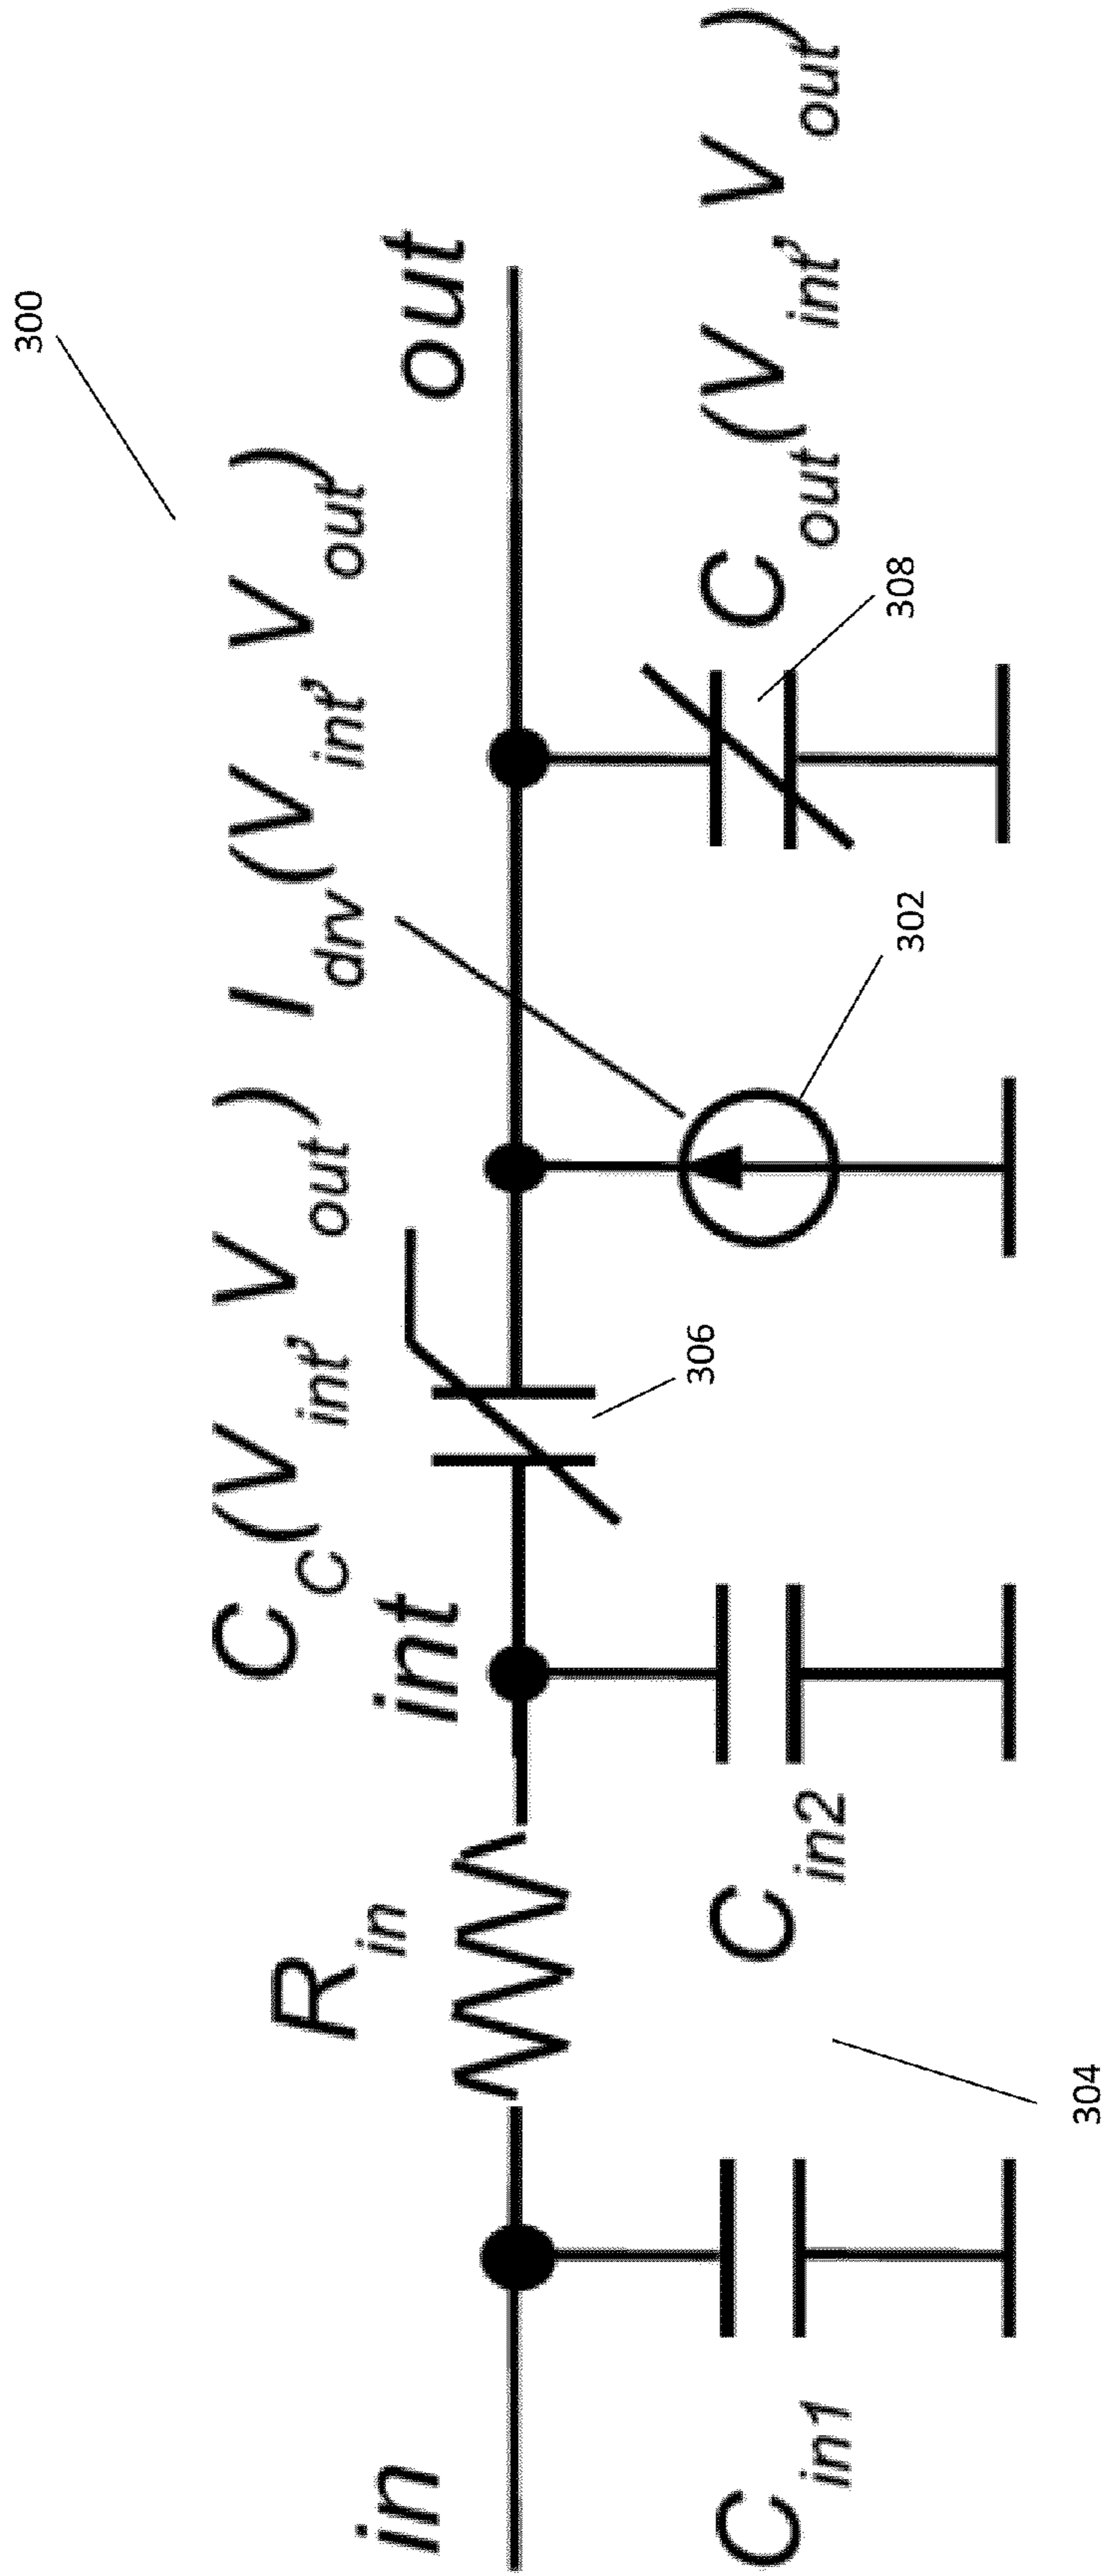 300
C_C(V_int, V_out)
I_drv(V_int, V_out)
in
R_in
int
out
C_in1
C_in2
C_out(V_int, V_out)
306
302
308
304